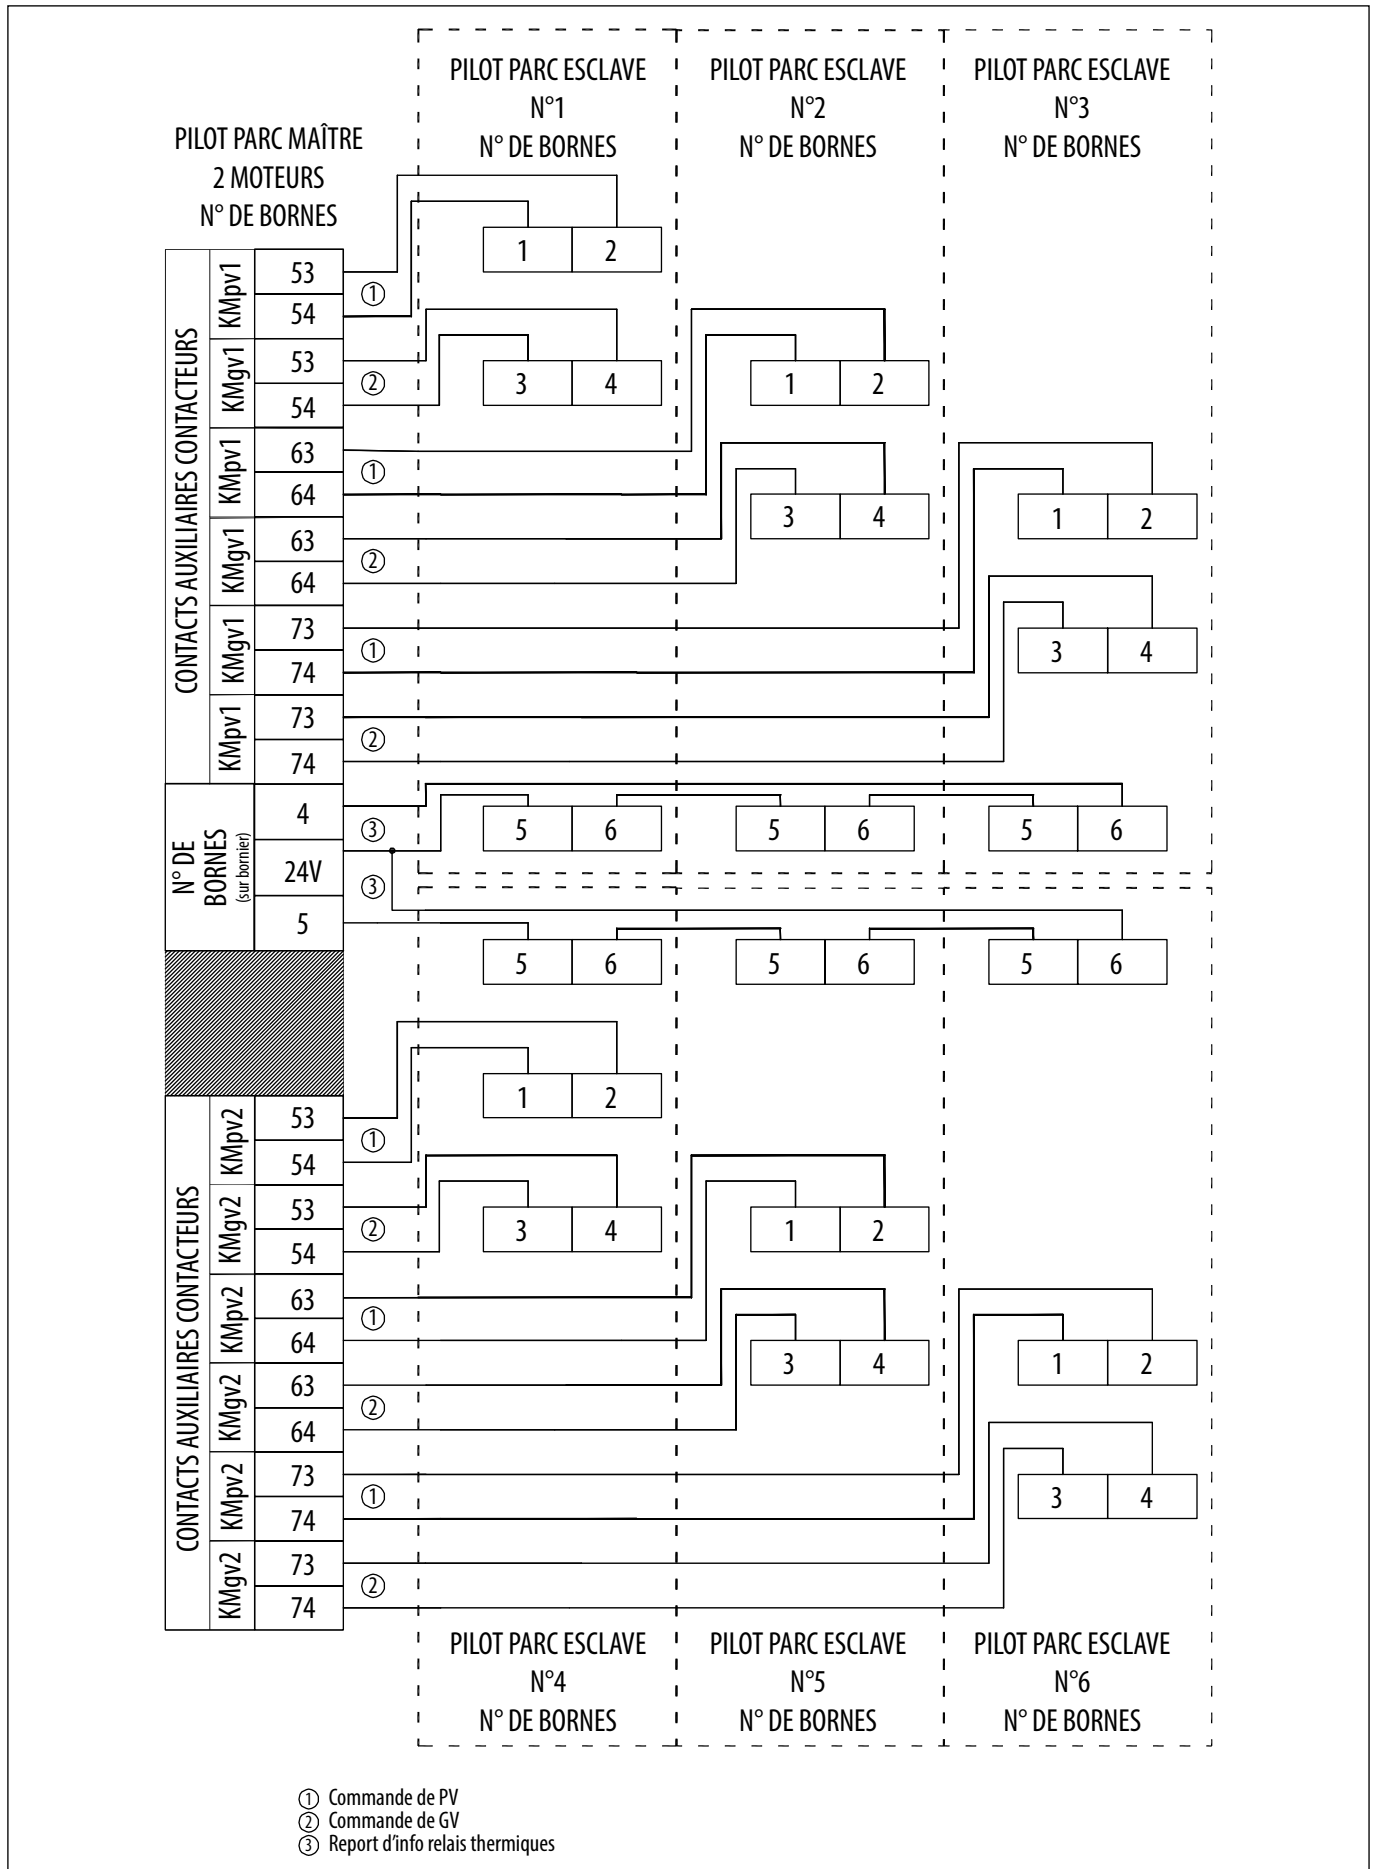 PILOT PARC ESCLAVE
N°1
N° DE BORNES
PILOT PARC ESCLAVE
N°2
N° DE BORNES
PILOT PARC ESCLAVE
N°3
N° DE BORNES
PILOT PARC MAÎTRE
2 MOTEURS
N° DE BORNES
CONTACTS AUXILIAIRES CONTACTEURS
KMpv1
53
54
①
1 2
KMgv1
53
54
②
3 4
1 2
KMpv1
63
64
①
KMgv1
63
64
②
3 4
1 2
KMgv1
73
74
①
3 4
KMpv1
73
74
②
N° DE
BORNES
(sur bornier)
4
24V
5
③
③
5 6
5 6
5 6
5 6
5 6
5 6
CONTACTS AUXILIAIRES CONTACTEURS
1 2
KMpv2
53
54
①
KMgv2
53
54
②
3 4
1 2
KMpv2
63
64
①
KMgv2
63
64
②
3 4
1 2
KMpv2
73
74
①
3 4
KMgv2
73
74
②
PILOT PARC ESCLAVE
N°4
N° DE BORNES
PILOT PARC ESCLAVE
N°5
N° DE BORNES
PILOT PARC ESCLAVE
N°6
N° DE BORNES
① Commande de PV
② Commande de GV
③ Report d’info relais thermiques